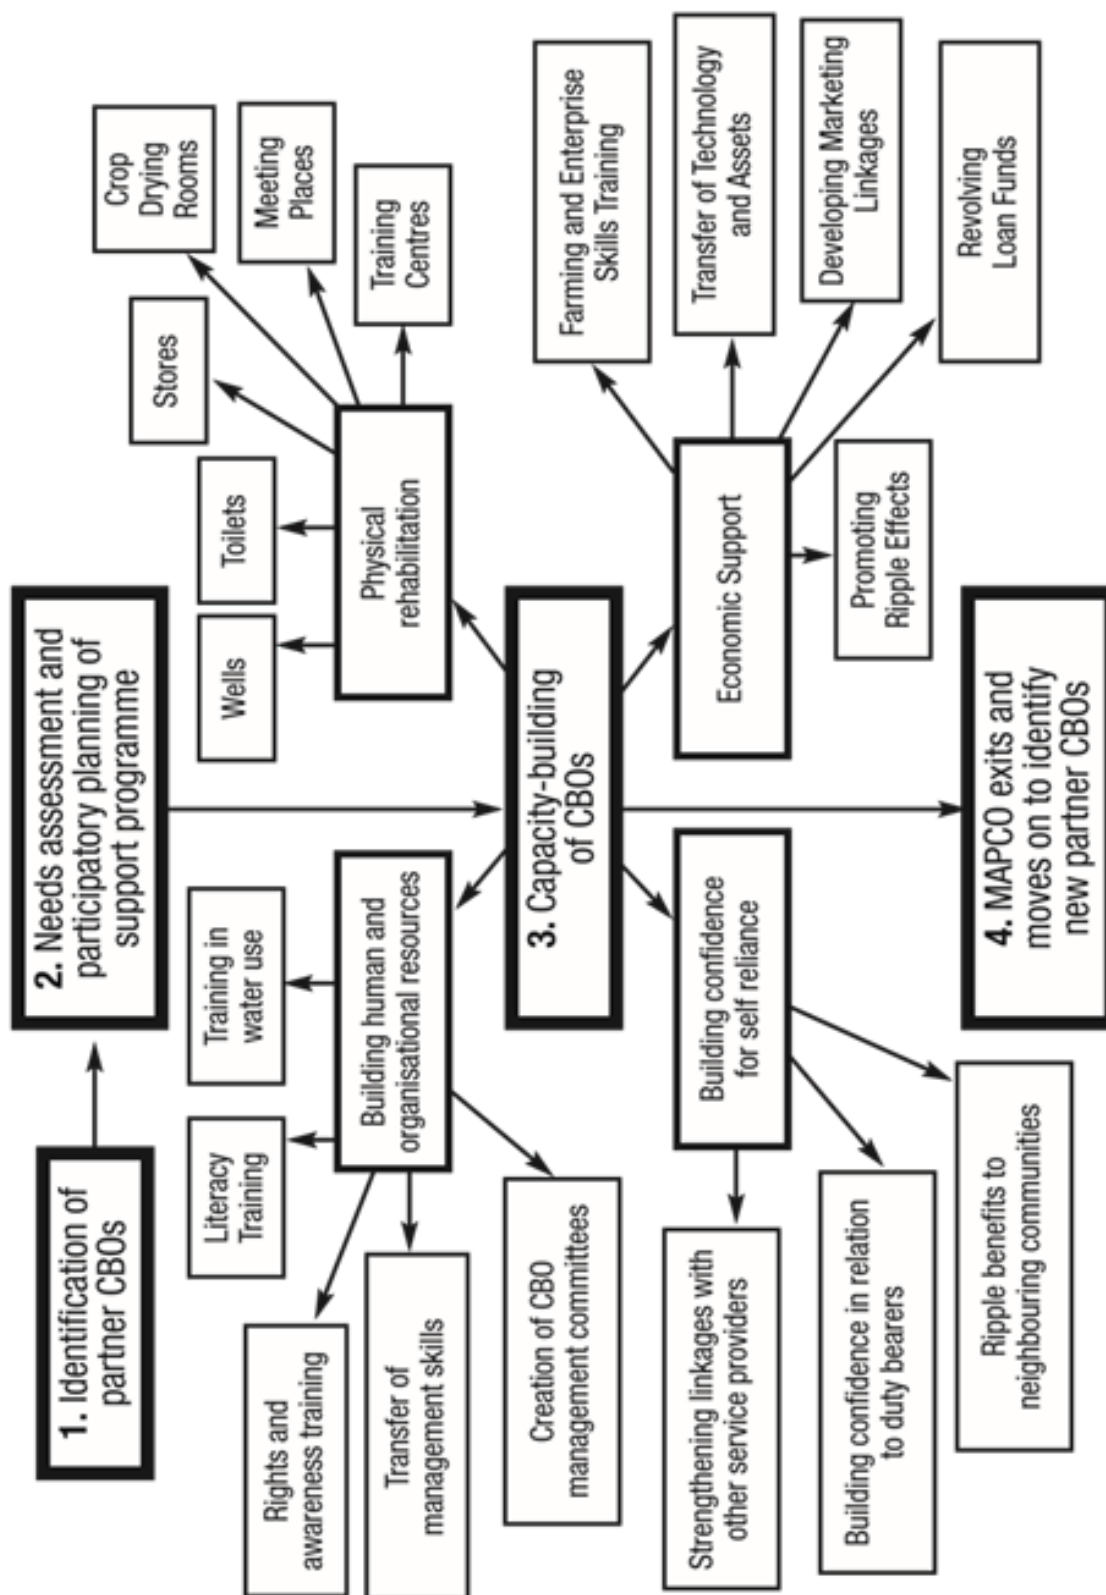 1. Identification of
partner CBOs
2. Needs assessment and
participatory planning of
support programme
Rights and
awareness training
Literacy
Training
Training in
water use
Transfer of
management skills
Building human and
organisational resources
Creation of CBO
management committees
Wells
Toilets
Stores
Crop
Drying
Rooms
Meeting
Places
Training
Centres
Physical
rehabilitation
3. Capacity-building
of CBOs
Building confidence
for self reliance
Strengthening linkages with
other service providers
Building confidence in relation
to duty bearers
Ripple benefits to
neighbouring communities
Economic Support
Farming and Enterprise
Skills Training
Transfer of Technology
and Assets
Developing Marketing
Linkages
Revolving
Loan Funds
Promoting
Ripple Effects
4. MAPCO exits and
moves on to identify
new partner CBOs